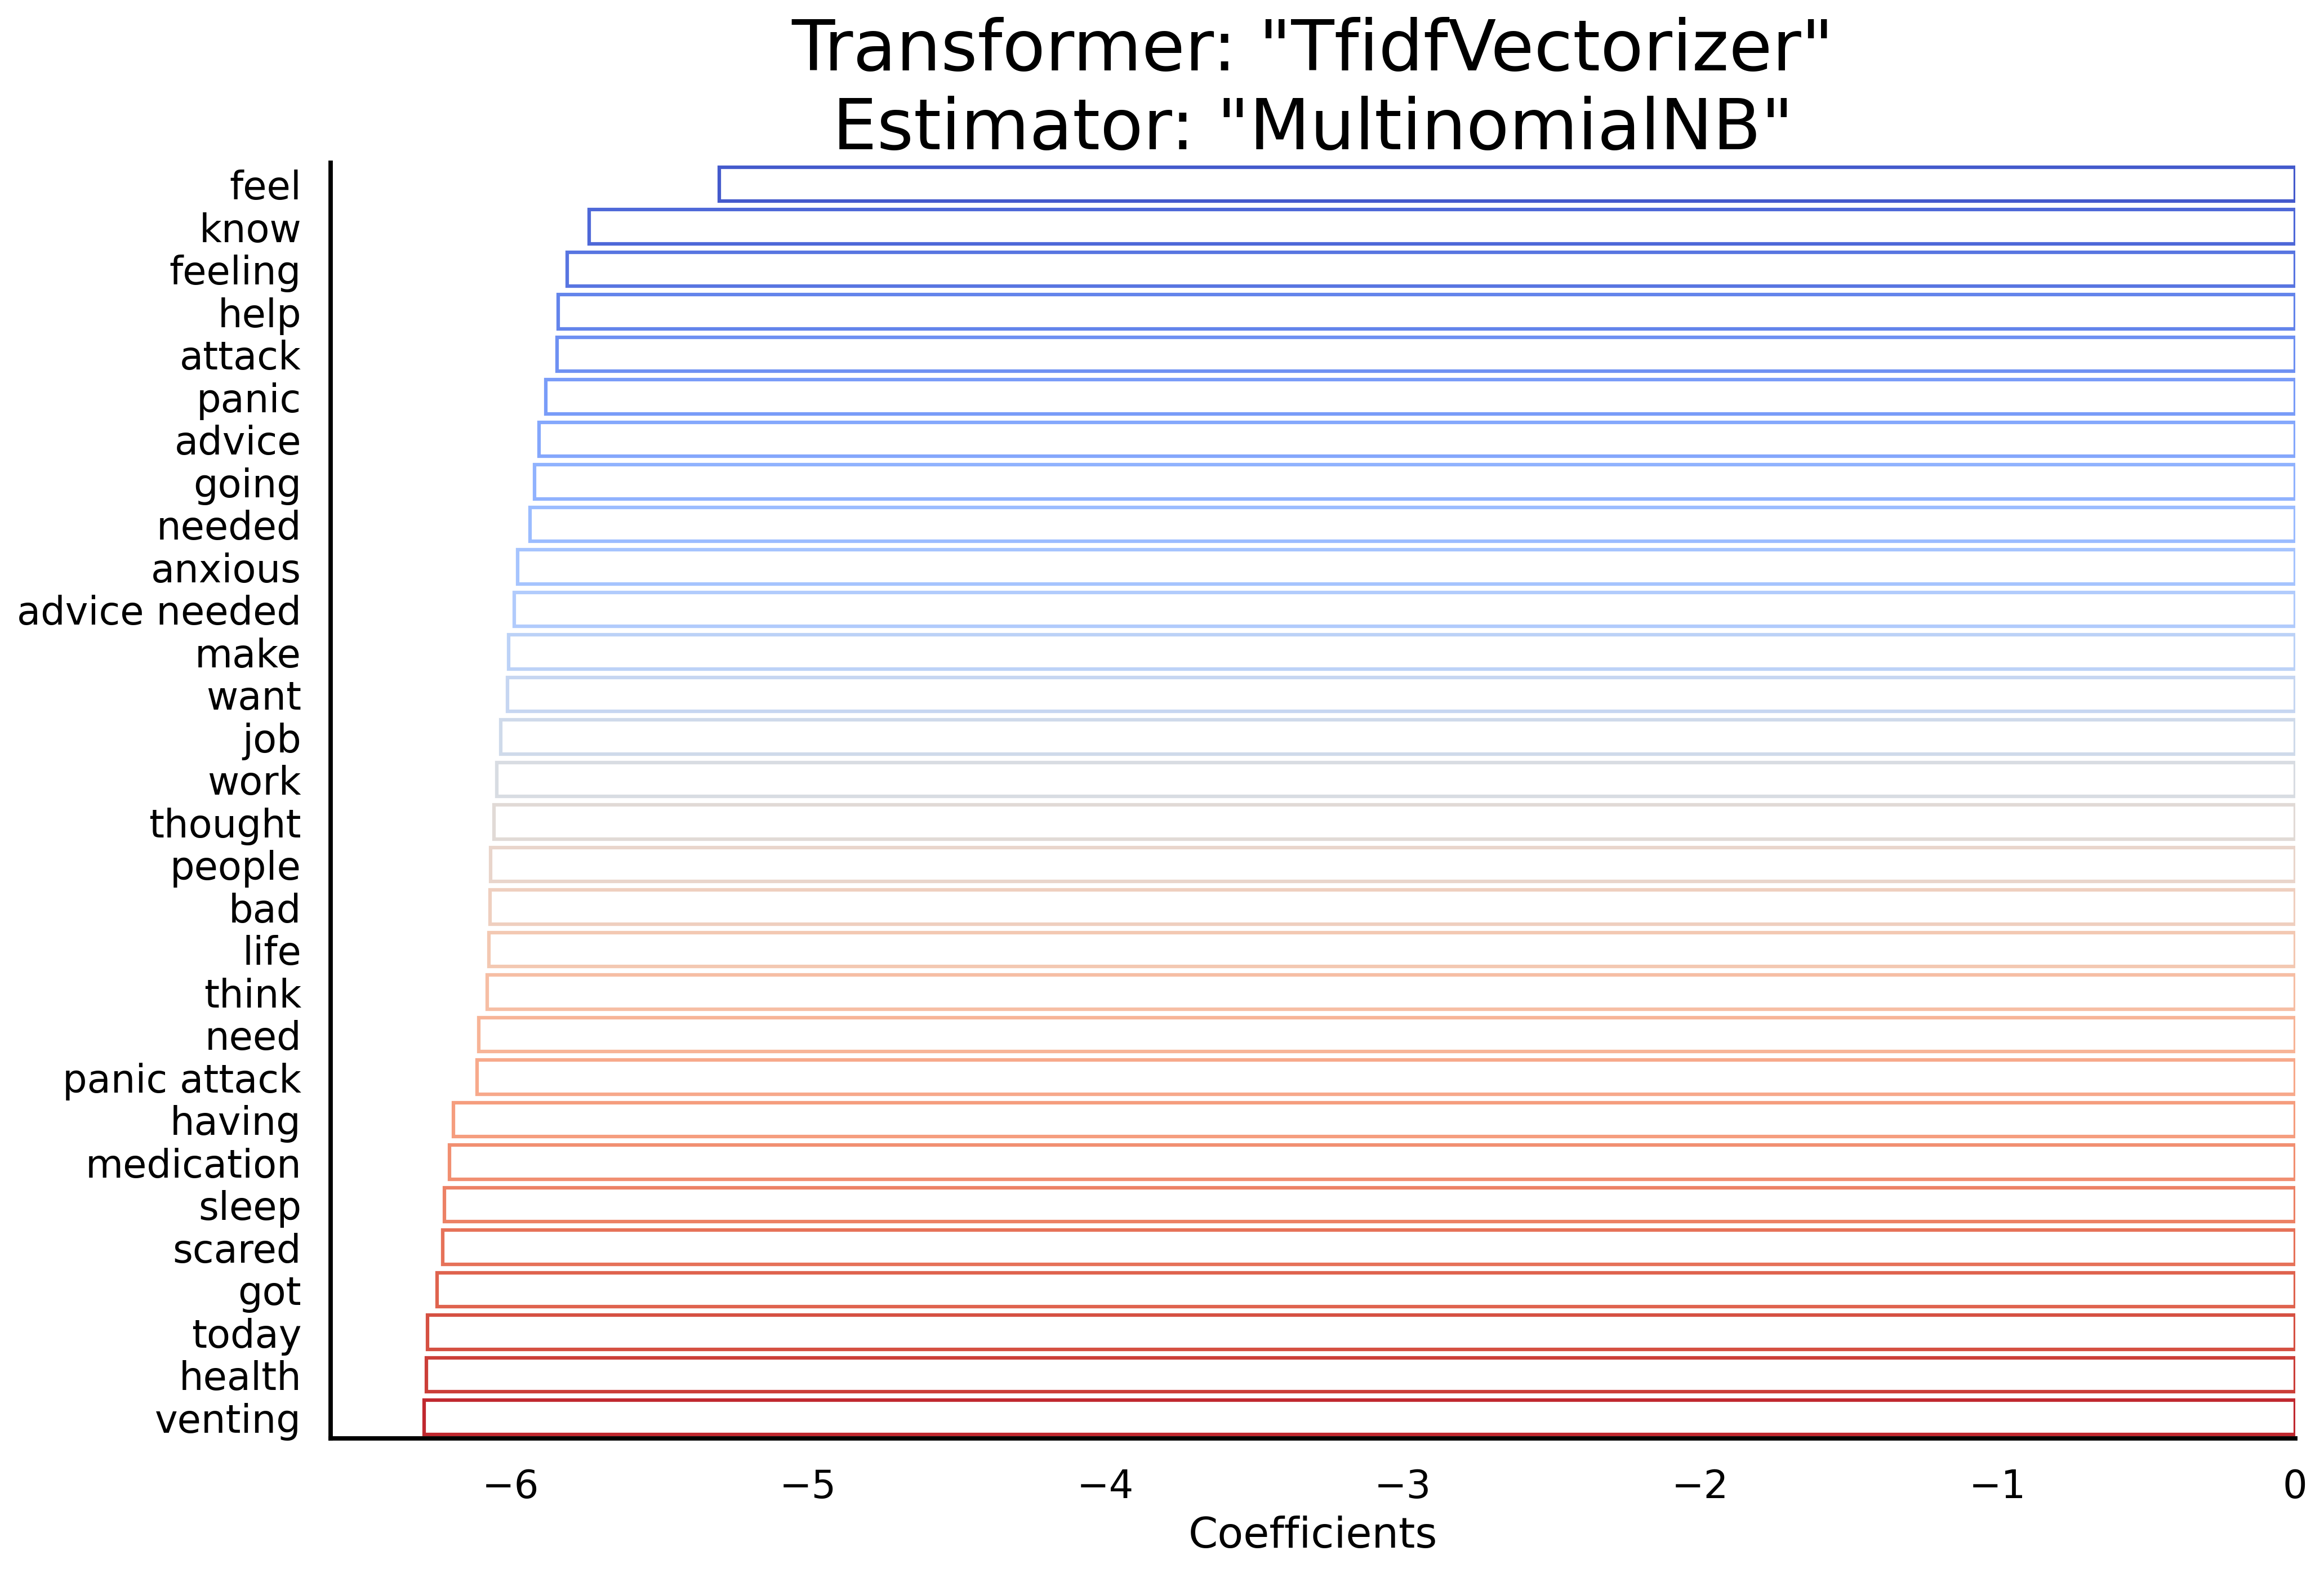 Transformer: "TfidfVectorizer"
Estimator: "MultinomialNB"
feel
know
feeling
help
attack
panic
advice
going
needed
anxious
advice needed
make
want
job
work
thought
people
bad
life
think
need
panic attack
having
medication
sleep
scared
got
today
health
venting
−6 −5 −4 −3 −2 −1 0
Coefficients